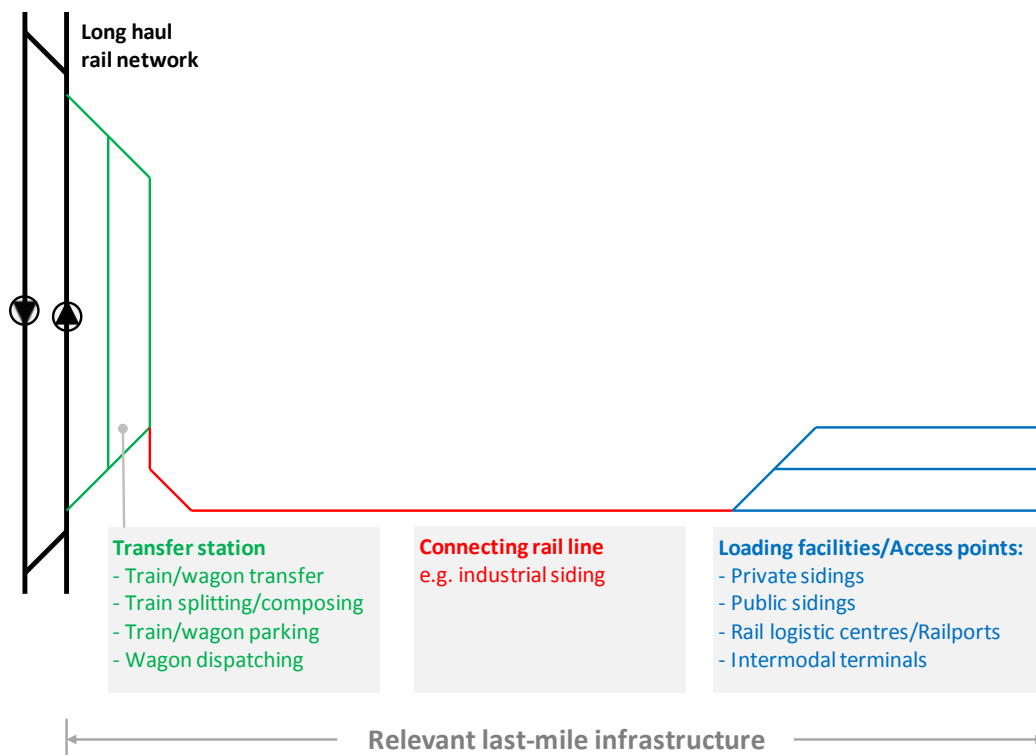 Long haul
rail network
Transfer station
- Train/wagon transfer
- Train splitting/composing
- Train/wagon parking
- Wagon dispatching
Connecting rail line
e.g. industrial siding
Loading facilities/Access points:
- Private sidings
- Public sidings
- Rail logistic centres/Railports
- Intermodal terminals
Relevant last-mile infrastructure